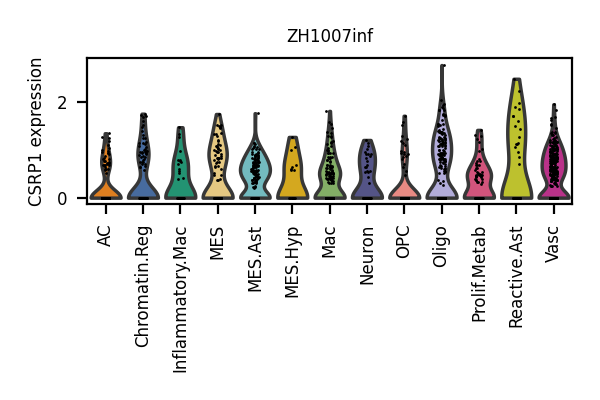 ZH1007inf
CSRP1 expression
2
0
AC
Chromatin.Reg
Inflammatory.Mac
MES
MES.Ast
MES.Hyp
Mac
Neuron
OPC
Oligo
Prolif.Metab
Reactive.Ast
Vasc